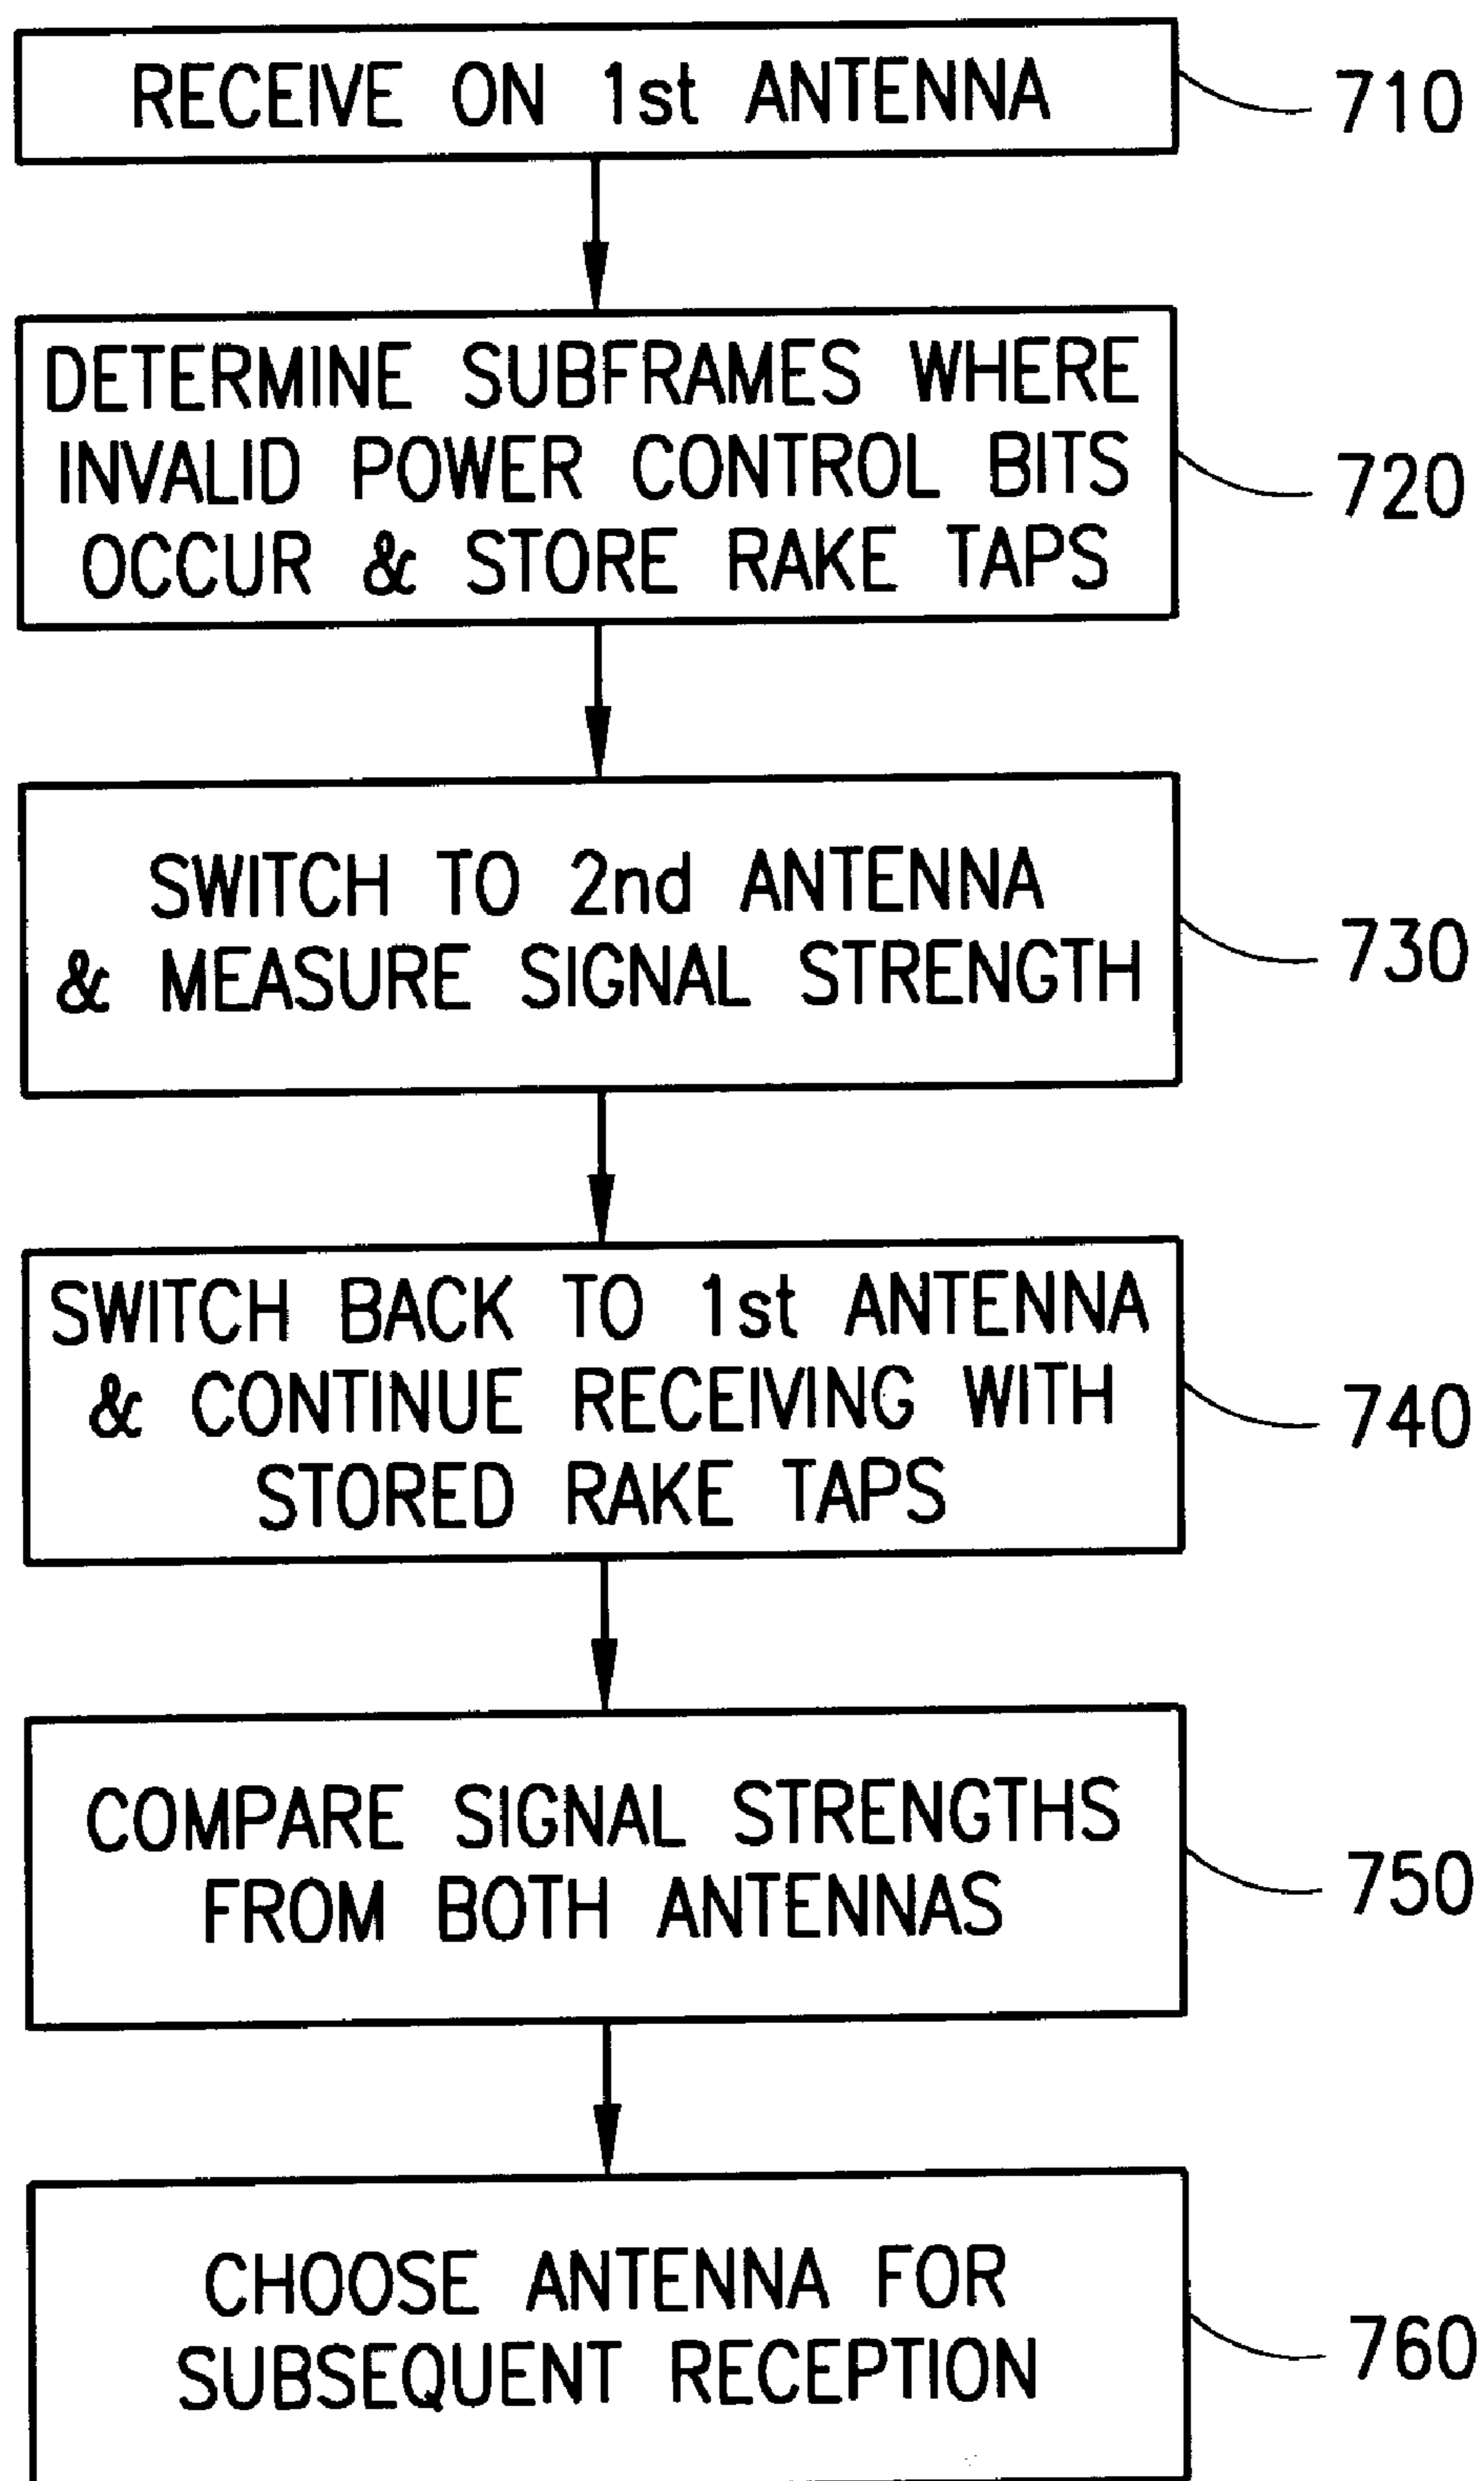 RECEIVE ON 1st ANTENNA
710
DETERMINE SUBFRAMES WHERE
INVALID POWER CONTROL BITS
OCCUR & STORE RAKE TAPS
720
SWITCH TO 2nd ANTENNA
& MEASURE SIGNAL STRENGTH
730
SWITCH BACK TO 1st ANTENNA
& CONTINUE RECEIVING WITH
STORED RAKE TAPS
740
COMPARE SIGNAL STRENGTHS
FROM BOTH ANTENNAS
750
CHOOSE ANTENNA FOR
SUBSEQUENT RECEPTION
760